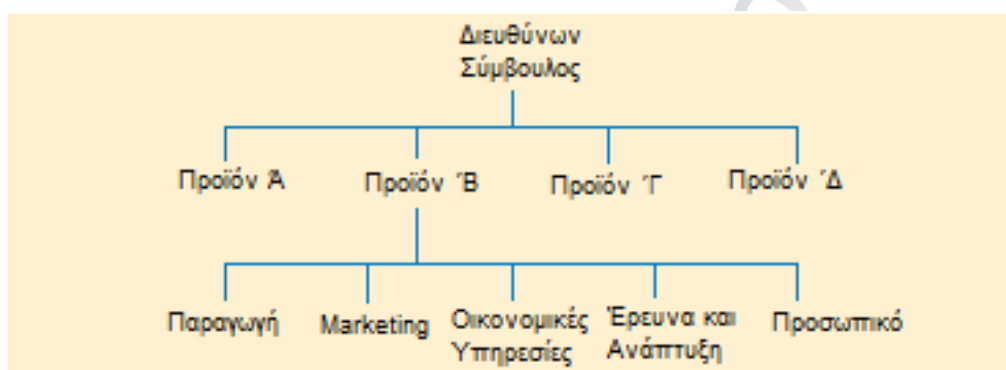 Διευθύνων
Σύμβουλος
Προϊόν Ά Προϊόν ΄Β Προϊόν ΄Γ Προϊόν ΄Δ
Παραγωγή Marketing Οικονομικές Έρευνα και Προσωπικό
Υπηρεσίες Ανάπτυξη